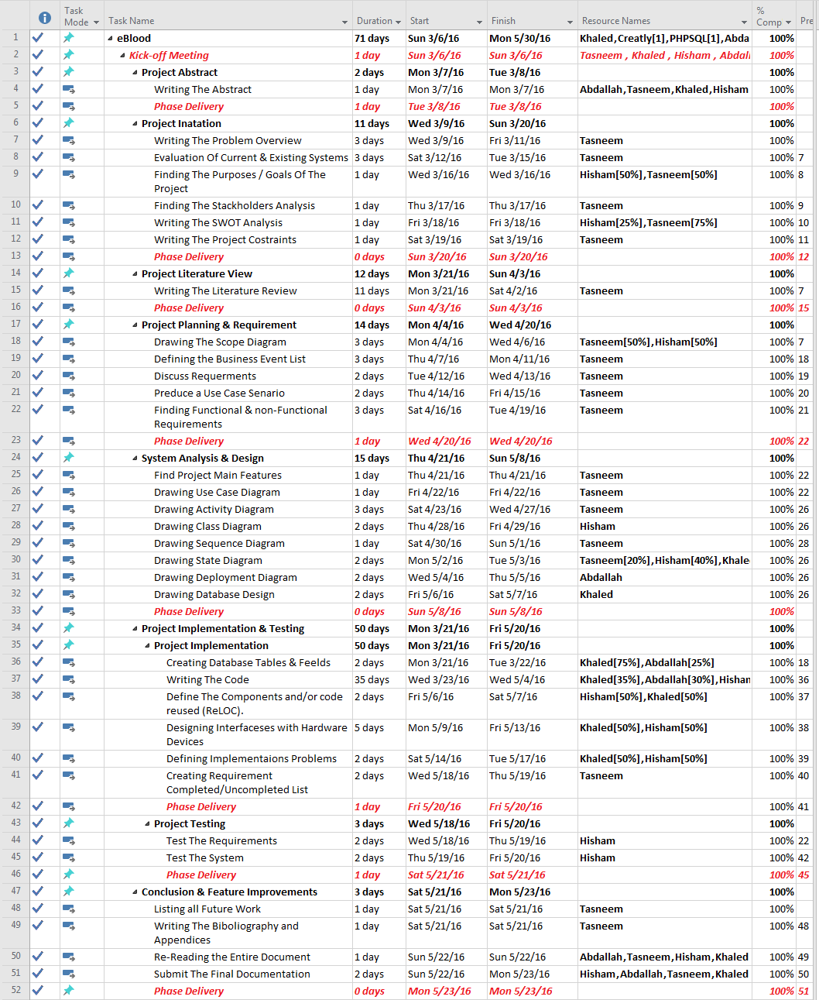 Task Mode Task Name Duration Start Finish Resource Names % Comp Pre
1 eBlood 71 days Sun 3/6/16 Mon 5/30/16 Khaled,Creatly[1],PHPSQL[1],Abda 100%
2 Kick-off Meeting 1 day Sun 3/6/16 Sun 3/6/16 Tasneem , Khaled , Hisham , Abdall 100%
3 Project Abstract 2 days Mon 3/7/16 Tue 3/8/16 100%
4 Writing The Abstract 1 day Mon 3/7/16 Mon 3/7/16 Abdallah,Tasneem,Khaled,Hisham 100%
5 Phase Delivery 1 day Tue 3/8/16 Tue 3/8/16 100%
6 Project Inatation 11 days Wed 3/9/16 Sun 3/20/16 100%
7 Writing The Problem Overview 3 days Wed 3/9/16 Fri 3/11/16 Tasneem 100%
8 Evaluation Of Current & Existing Systems 3 days Sat 3/12/16 Tue 3/15/16 Tasneem 100% 7
9 Finding The Purposes / Goals Of The 1 day Wed 3/16/16 Wed 3/16/16 Hisham[50%],Tasneem[50%] 100% 8
Project
10 Finding The Stackholders Analysis 1 day Thu 3/17/16 Thu 3/17/16 Tasneem 100% 9
11 Writing The SWOT Analysis 1 day Fri 3/18/16 Fri 3/18/16 Hisham[25%],Tasneem[75%] 100% 10
12 Writing The Project Costraints 1 day Sat 3/19/16 Sat 3/19/16 Tasneem 100% 11
13 Phase Delivery 0 days Sun 3/20/16 Sun 3/20/16 100% 12
14 Project Literature View 12 days Mon 3/21/16 Sun 4/3/16 100%
15 Writing The Literature Review 11 days Mon 3/21/16 Sat 4/2/16 Tasneem 100% 7
16 Phase Delivery 0 days Sun 4/3/16 Sun 4/3/16 100% 15
17 Project Planning & Requirement 14 days Mon 4/4/16 Wed 4/20/16 100%
18 Drawing The Scope Diagram 3 days Mon 4/4/16 Wed 4/6/16 Tasneem[50%],Hisham[50%] 100% 7
19 Defining the Business Event List 3 days Thu 4/7/16 Mon 4/11/16 Tasneem 100% 18
20 Discuss Requerments 2 days Tue 4/12/16 Wed 4/13/16 Tasneem 100% 19
21 Preduce a Use Case Senario 2 days Thu 4/14/16 Fri 4/15/16 Tasneem 100% 20
22 Finding Functional & non-Functional 3 days Sat 4/16/16 Tue 4/19/16 Tasneem 100% 21
Requirements
23 Phase Delivery 1 day Wed 4/20/16 Wed 4/20/16 100% 22
24 System Analysis & Design 15 days Thu 4/21/16 Sun 5/8/16 100%
25 Find Project Main Features 1 day Thu 4/21/16 Thu 4/21/16 Tasneem 100% 22
26 Drawing Use Case Diagram 1 day Fri 4/22/16 Fri 4/22/16 Tasneem 100% 22
27 Drawing Activity Diagram 3 days Sat 4/23/16 Wed 4/27/16 Tasneem 100% 26
28 Drawing Class Diagram 2 days Thu 4/28/16 Fri 4/29/16 Hisham 100% 26
29 Drawing Sequence Diagram 1 day Sat 4/30/16 Sun 5/1/16 Tasneem 100% 28
30 Drawing State Diagram 2 days Mon 5/2/16 Tue 5/3/16 Tasneem[20%],Hisham[40%],Khale 100% 26
31 Drawing Deployment Diagram 2 days Wed 5/4/16 Thu 5/5/16 Abdallah 100% 26
32 Drawing Database Design 2 days Fri 5/6/16 Sat 5/7/16 Khaled 100% 26
33 Phase Delivery 0 days Sun 5/8/16 Sun 5/8/16 100%
34 Project Implementation & Testing 50 days Mon 3/21/16 Fri 5/20/16 100%
35 Project Implementation 50 days Mon 3/21/16 Fri 5/20/16 100%
36 Creating Database Tables & Feelds 2 days Mon 3/21/16 Tue 3/22/16 Khaled[75%],Abdallah[25%] 100% 18
37 Writing The Code 35 days Wed 3/23/16 Wed 5/4/16 Khaled[35%],Abdallah[30%],Hisham 100% 36
38 Define The Components and/or code 2 days Fri 5/6/16 Sat 5/7/16 Hisham[50%],Khaled[50%] 100% 37
reused (ReLOC).
39 Designing Interfaceses with Hardware 5 days Mon 5/9/16 Fri 5/13/16 Khaled[50%],Hisham[50%] 100% 38
Devices
40 Defining Implementaions Problems 2 days Sat 5/14/16 Tue 5/17/16 Khaled[50%],Hisham[50%] 100% 39
41 Creating Requirement 2 days Wed 5/18/16 Thu 5/19/16 Tasneem 100% 40
Completed/Uncompleted List
42 Phase Delivery 1 day Fri 5/20/16 Fri 5/20/16 100% 41
43 Project Testing 3 days Wed 5/18/16 Fri 5/20/16 100%
44 Test The Requirements 2 days Wed 5/18/16 Thu 5/19/16 Hisham 100% 22
45 Test The System 2 days Thu 5/19/16 Fri 5/20/16 Hisham 100% 42
46 Phase Delivery 1 day Sat 5/21/16 Sat 5/21/16 100% 45
47 Conclusion & Feature Improvements 3 days Sat 5/21/16 Mon 5/23/16 100%
48 Listing all Future Work 1 day Sat 5/21/16 Sat 5/21/16 Tasneem 100%
49 Writing The Biboliography and 1 day Sat 5/21/16 Sat 5/21/16 Tasneem 100% 48
Appendices
50 Re-Reading the Entire Document 1 day Sun 5/22/16 Sun 5/22/16 Abdallah,Tasneem,Hisham,Khaled 100% 49
51 Submit The Final Documentation 2 days Sun 5/22/16 Mon 5/23/16 Hisham,Abdallah,Tasneem,Khaled 100% 50
52 Phase Delivery 0 days Mon 5/23/16 Mon 5/23/16 100% 51